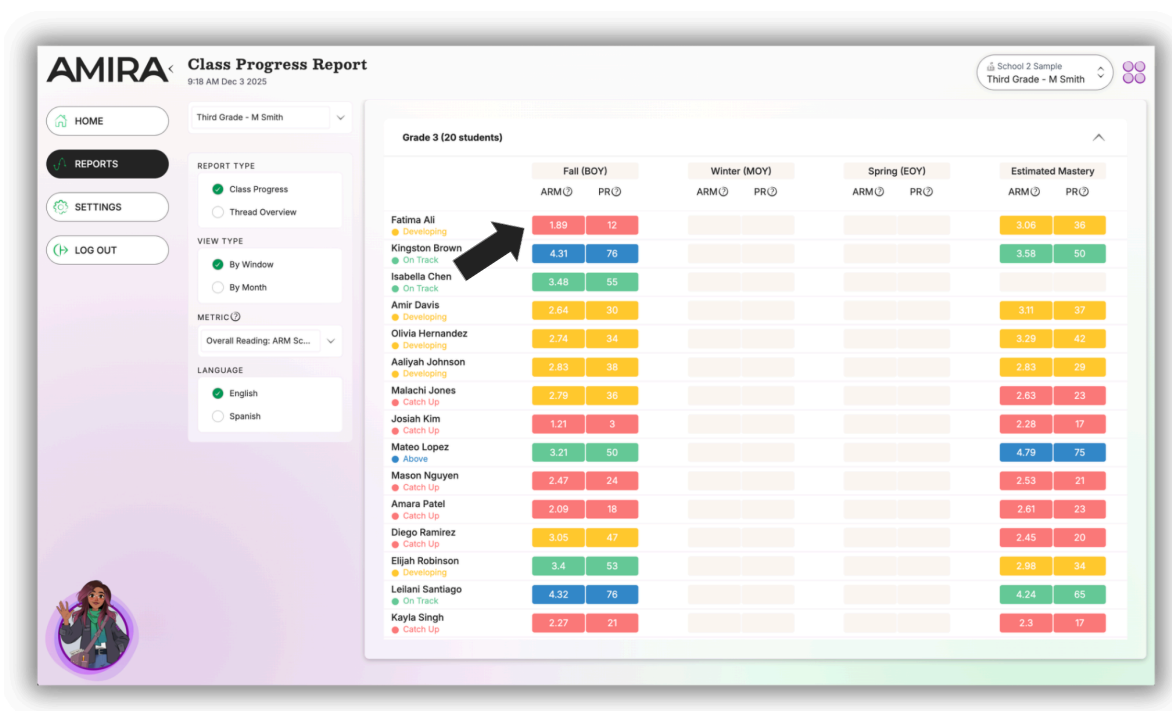 AMIRA
Class Progress Report
9:18 AM Dec 3 2025
School 2 Sample
Third Grade - M Smith
HOME
REPORTS
SETTINGS
LOG OUT
Third Grade - M Smith
REPORT TYPE
Class Progress
Thread Overview
VIEW TYPE
By Window
By Month
METRIC
Overall Reading: ARM Sc...
LANGUAGE
English
Spanish
Grade 3 (20 students)
Fall (BOY) Winter (MOY) Spring (EOY) Estimated Mastery
ARM PR ARM PR ARM PR ARM PR
Fatima Ali
Developing
1.89 12 3.06 36
Kingston Brown
On Track
4.31 76 3.58 50
Isabella Chen
On Track
3.48 55
Amir Davis
Developing
2.64 30 3.11 37
Olivia Hernandez
Developing
2.74 34 3.29 42
Aaliyah Johnson
Developing
2.83 38 2.83 29
Malachi Jones
Catch Up
2.79 36 2.63 23
Josiah Kim
Catch Up
1.21 3 2.28 17
Mateo Lopez
Above
3.21 50 4.79 75
Mason Nguyen
Catch Up
2.47 24 2.53 21
Amara Patel
Catch Up
2.09 18 2.61 23
Diego Ramirez
Catch Up
3.05 47 2.45 20
Elijah Robinson
Developing
3.4 53 2.98 34
Leilani Santiago
On Track
4.32 76 4.24 65
Kayla Singh
Catch Up
2.27 21 2.3 17